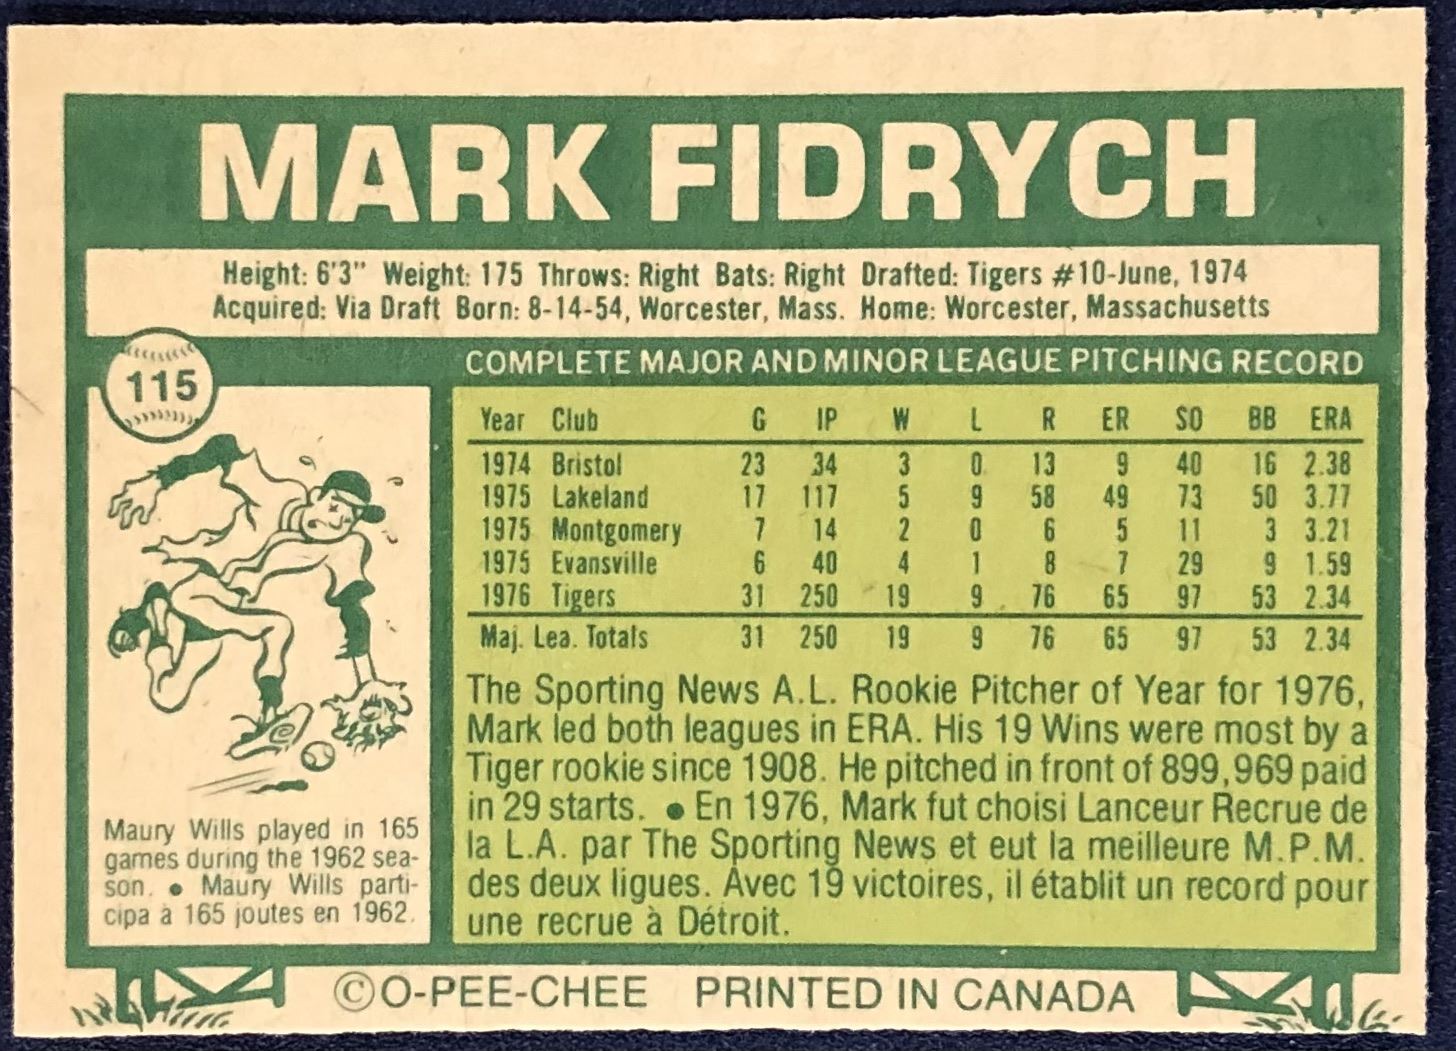 MARK FIDRYCH
Height: 6'3" Weight: 175 Throws: Right Bats: Right Drafted: Tigers #10-June, 1974
Acquired: Via Draft Born: 8-14-54, Worcester, Mass. Home: Worcester, Massachusetts
115
COMPLETE MAJOR AND MINOR LEAGUE PITCHING RECORD
Year Club G IP W L R ER SO BB ERA
1974 Bristol 23 34 3 0 13 9 40 16 2.38
1975 Lakeland 17 117 5 9 58 49 73 50 3.77
1975 Montgomery 7 14 2 0 6 5 11 3 3.21
1975 Evansville 6 40 4 1 8 7 29 9 1.59
1976 Tigers 31 250 19 9 76 65 97 53 2.34
Maj. Lea. Totals 31 250 19 9 76 65 97 53 2.34
The Sporting News A.L. Rookie Pitcher of Year for 1976,
Mark led both leagues in ERA. His 19 Wins were most by a
Tiger rookie since 1908. He pitched in front of 899,969 paid
in 29 starts. ● En 1976, Mark fut choisi Lanceur Recrue de
la L.A. par The Sporting News et eut la meilleure M.P.M.
des deux ligues. Avec 19 victoires, il établit un record pour
une recrue à Détroit.
Maury Wills played in 165
games during the 1962 sea-
son. ● Maury Wills parti-
cipa à 165 joutes en 1962.
©O-PEE-CHEE PRINTED IN CANADA